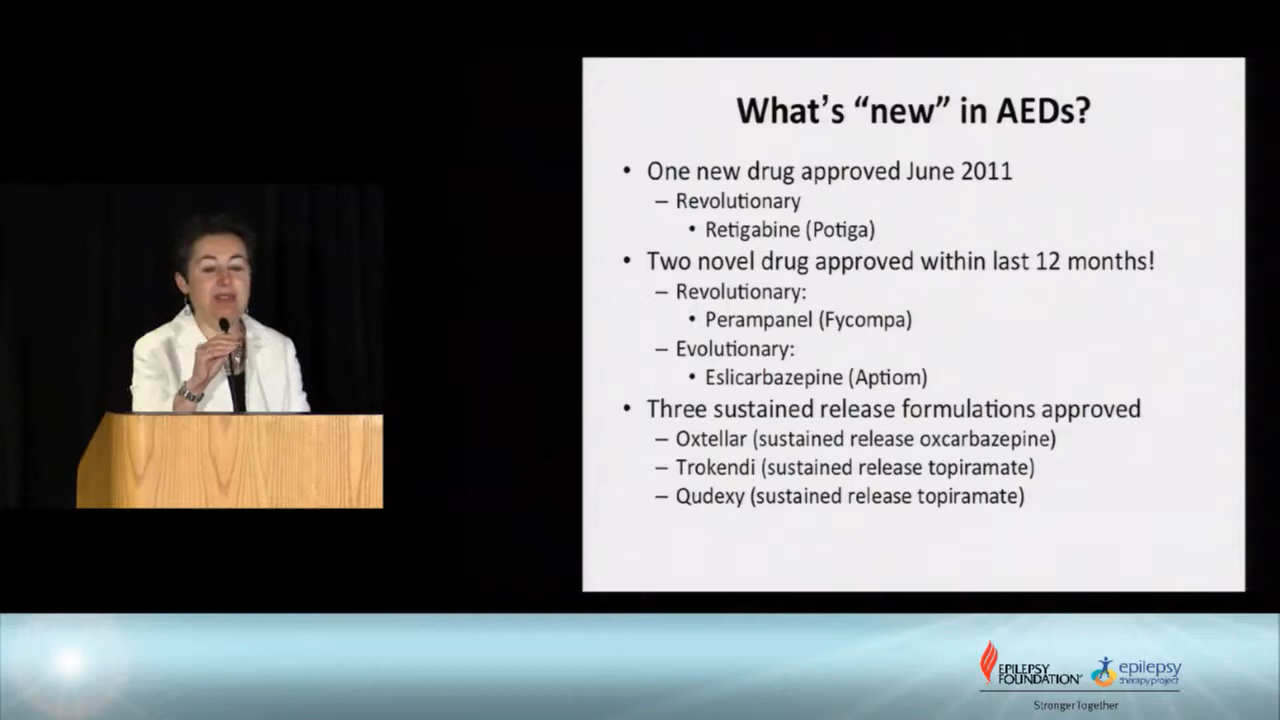 What's “new” in AEDs?
• One new drug approved June 2011
– Revolutionary
• Retigabine (Potiga)
• Two novel drug approved within last 12 months!
– Revolutionary:
• Perampanel (Fycompa)
– Evolutionary:
• Eslicarbazepine (Aptiom)
• Three sustained release formulations approved
– Oxtellar (sustained release oxcarbazepine)
– Trokendi (sustained release topiramate)
– Qudexy (sustained release topiramate)
EPILEPSY
FOUNDATION
epilepsy
therapy project
Stronger Together